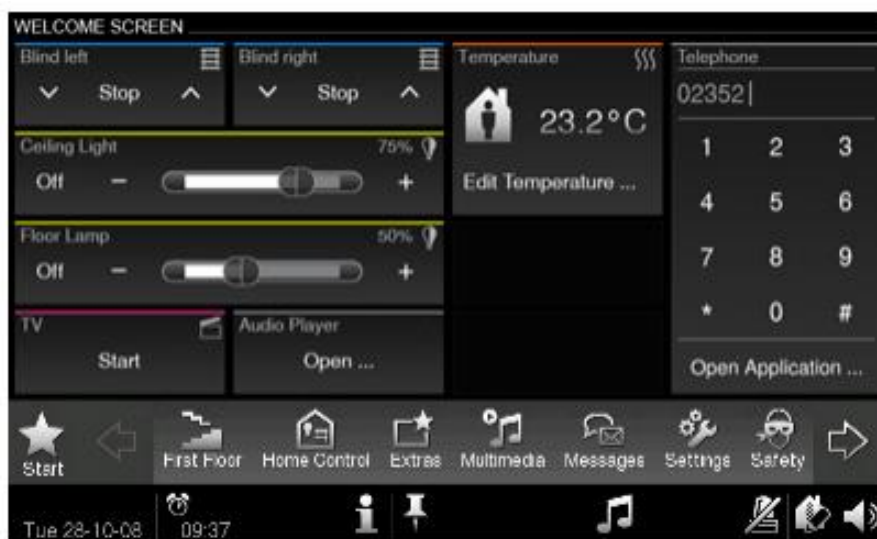 WELCOME SCREEN
Blind left
Stop
Blind right
Stop
Temperature
23.2°C
Edit Temperature ...
Telephone
02352
1 2 3
4 5 6
7 8 9
* 0 #
Open Application ...
Ceiling Light 75%
Off - +
Floor Lamp 50%
Off - +
TV
Start
Audio Player
Open ...
Start
First Floor
Home Control
Extras
Multimedia
Messages
Settings
Safety
Tue 28-10-08
09:37